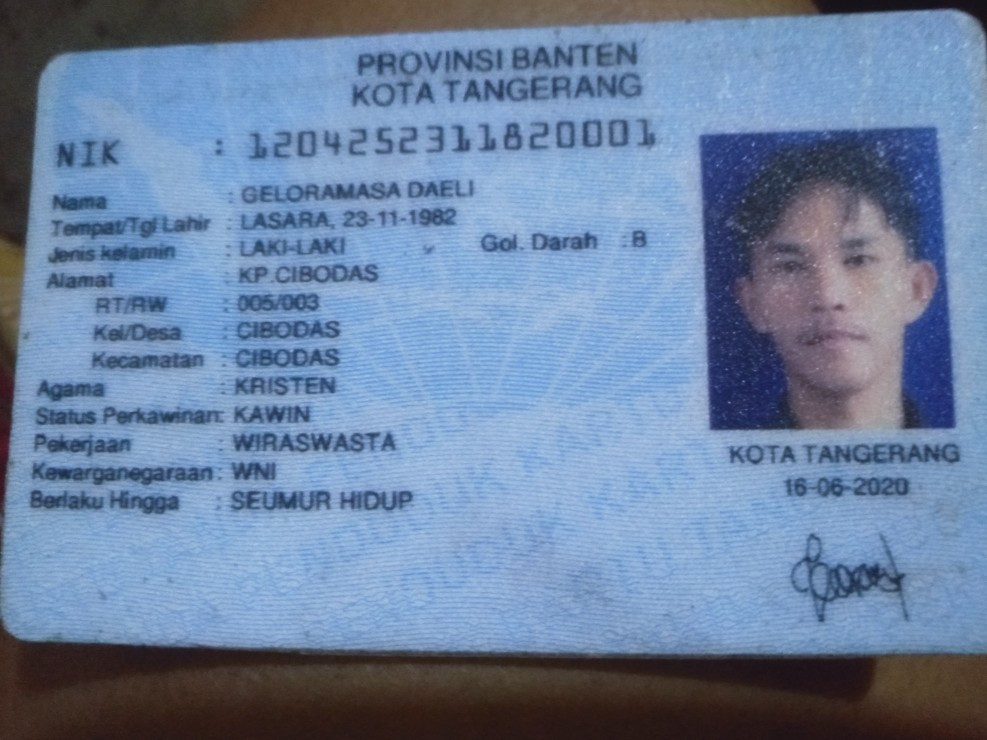 PROVINSI BANTEN
KOTA TANGERANG
NIK : 1204252311820001
Nama : GELORAMASA DAELI
Tempat/Tgl Lahir : LASARA, 23-11-1982
Jenis kelamin : LAKI-LAKI Gol. Darah : B
Alamat : KP.CIBODAS
RT/RW : 005/003
Kel/Desa : CIBODAS
Kecamatan : CIBODAS
Agama : KRISTEN
Status Perkawinan: KAWIN
Pekerjaan : WIRASWASTA
Kewarganegaraan : WNI
Berlaku Hingga : SEUMUR HIDUP
KOTA TANGERANG
16-06-2020